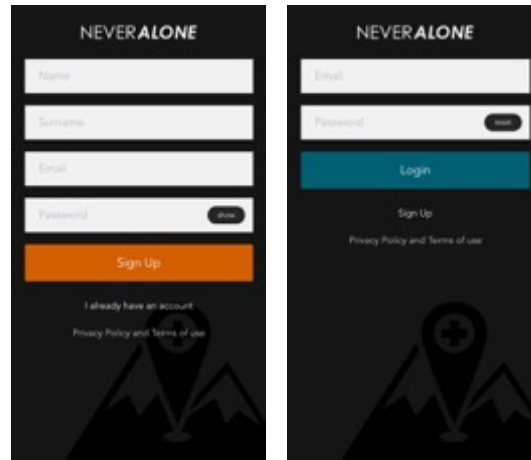 NEVERALONE
Name
Surname
Email
Password
show
Sign Up
I already have an account
Privacy Policy and Terms of use
NEVERALONE
Email
Password
reset
Login
Sign Up
Privacy Policy and Terms of use